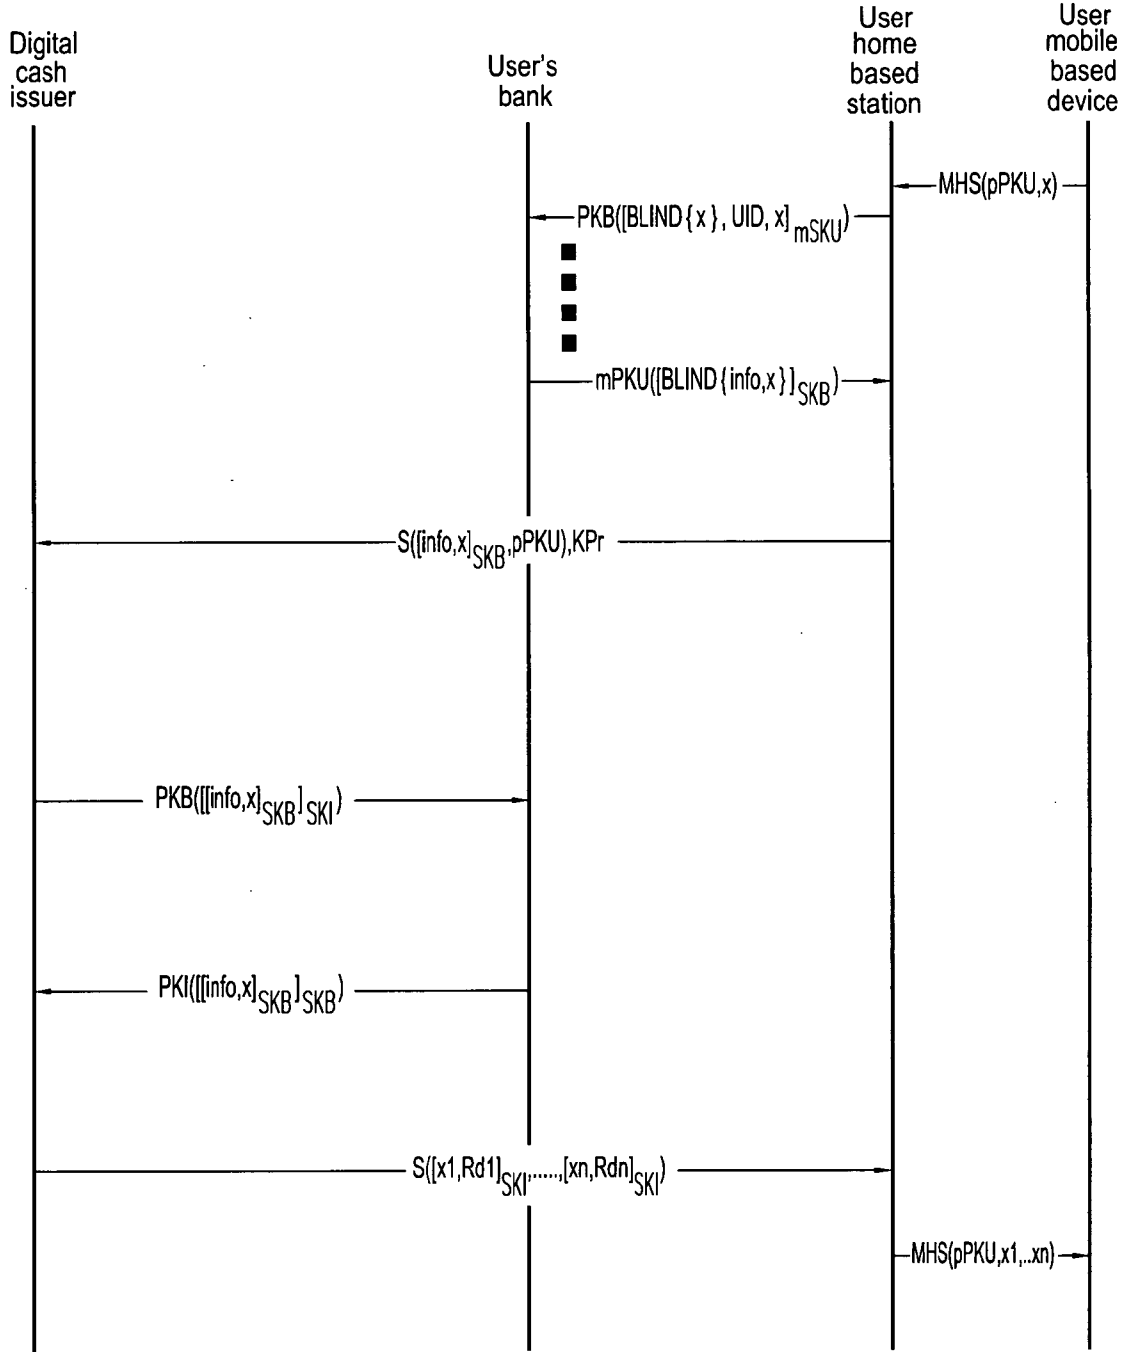 Digital
cash
issuer
User's
bank
User
home
based
station
User
mobile
based
device
MHS(pPKU,x)
PKB([BLIND{x}, UID, x]mSKU)
mPKU([BLIND{info,x}]SKB)
S([info,x]SKB,pPKU),KPr
PKB([[info,x]SKB]SKI)
PKI([[info,x]SKB]SKB)
S([x1,Rd1]SKI,.....,[xn,Rdn]SKI)
MHS(pPKU,x1,..xn)